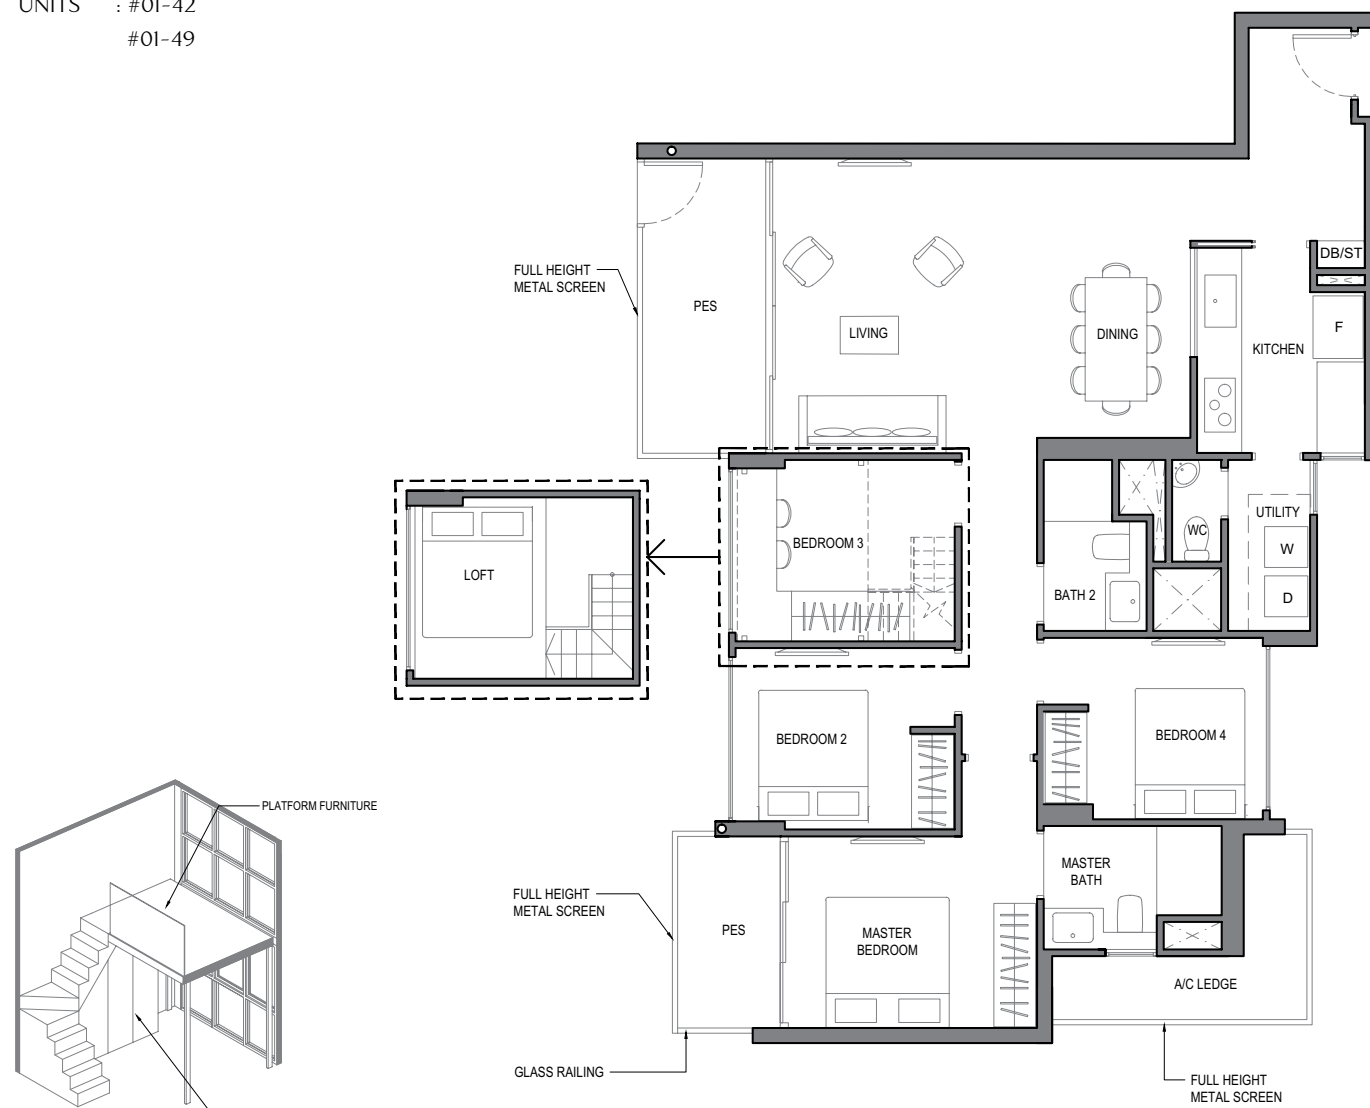 UNITS : #01-42
#01-49
DB/ST
FULL HEIGHT
METAL SCREEN
PES
LIVING
DINING
KITCHEN
F
LOFT
BEDROOM 3
UTILITY
WC
W
BATH 2
D
BEDROOM 2
BEDROOM 4
PLATFORM FURNITURE
MASTER
BATH
FULL HEIGHT
METAL SCREEN
PES
MASTER
BEDROOM
A/C LEDGE
GLASS RAILING
FULL HEIGHT
METAL SCREEN